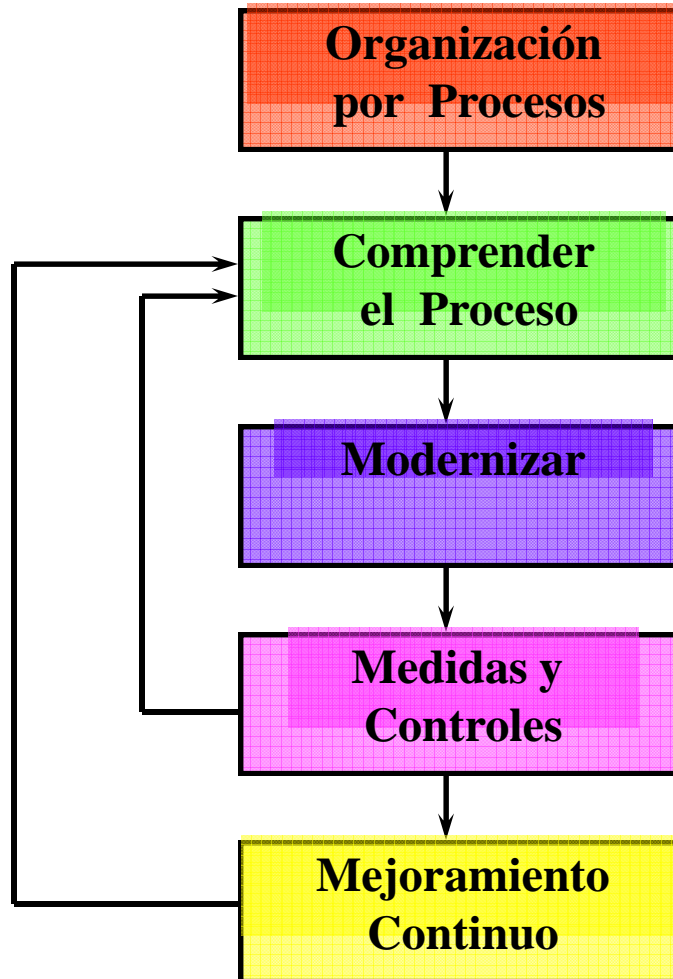 Organización
por Procesos
Comprender
el Proceso
Modernizar
Medidas y
Controles
Mejoramiento
Continuo